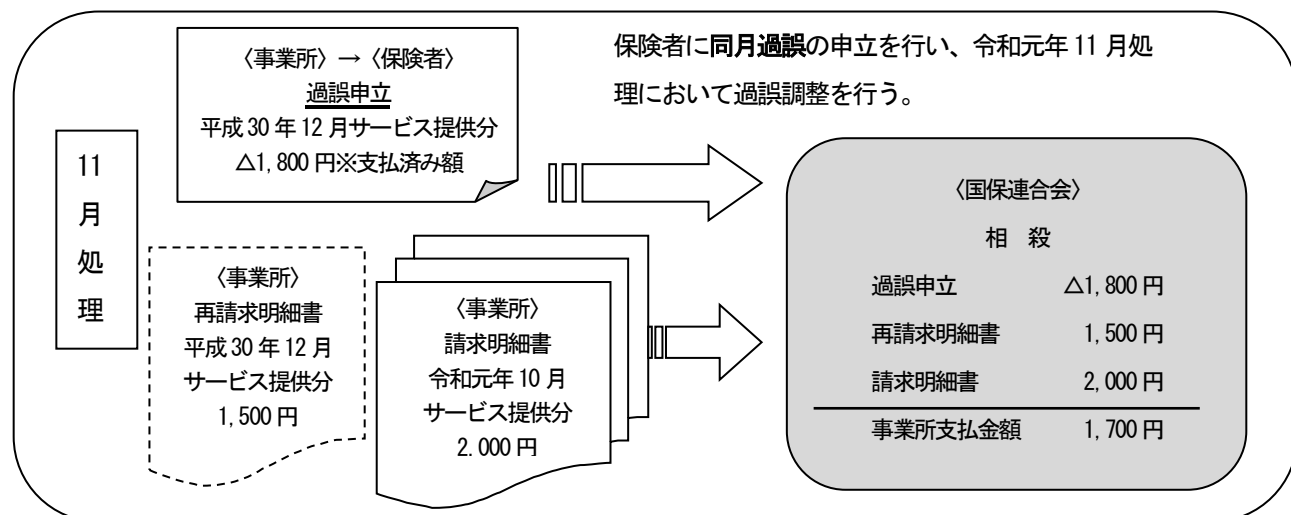 〈事業所〉→〈保険者〉
過誤申立
平成30年12月サービス提供分
△1,800円※支払済み額
保険者に同月過誤の申立を行い、令和元年11月処
理において過誤調整を行う。
11
月
処
理
〈事業所〉
再請求明細書
平成30年12月
サービス提供分
1,500円
〈事業所〉
請求明細書
令和元年10月
サービス提供分
2.000円
〈国保連合会〉
相 殺
過誤申立 △1,800円
再請求明細書 1,500円
請求明細書 2,000円
事業所支払金額 1,700円